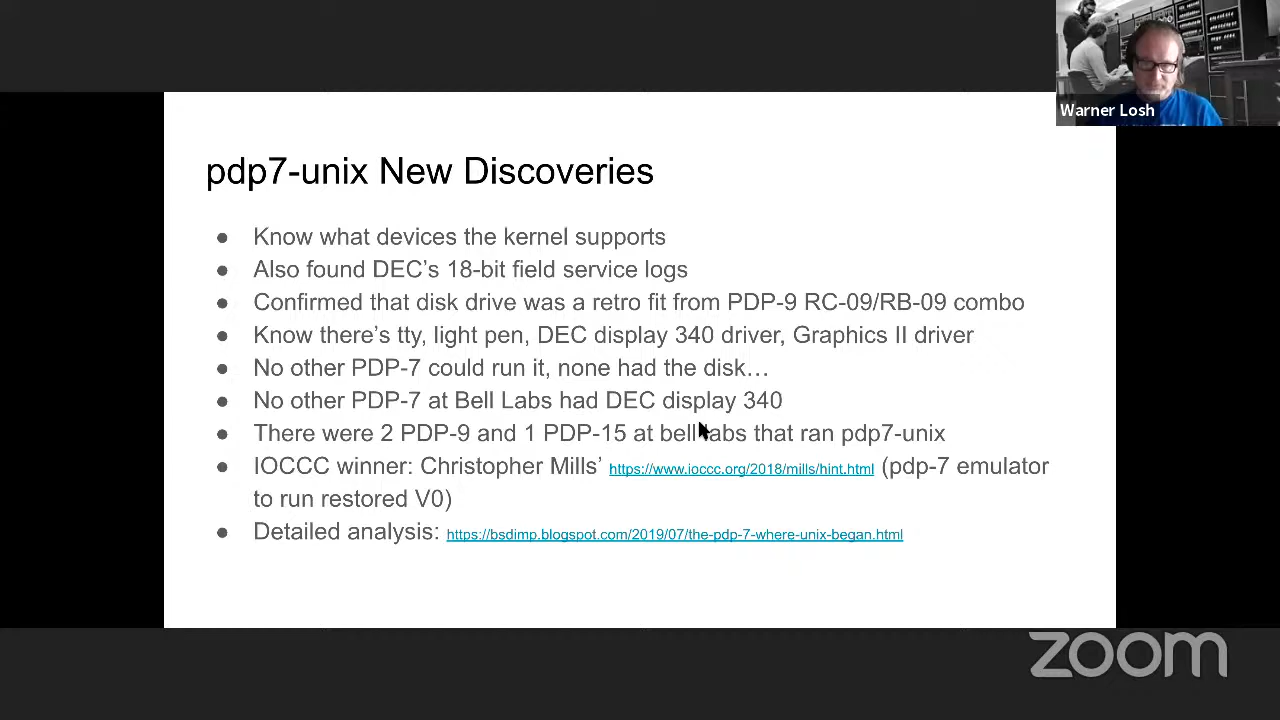 Warner Losh
pdp7-unix New Discoveries
● Know what devices the kernel supports
● Also found DEC’s 18-bit field service logs
● Confirmed that disk drive was a retro fit from PDP-9 RC-09/RB-09 combo
● Know there’s tty, light pen, DEC display 340 driver, Graphics II driver
● No other PDP-7 could run it, none had the disk…
● No other PDP-7 at Bell Labs had DEC display 340
● There were 2 PDP-9 and 1 PDP-15 at bell labs that ran pdp7-unix
● IOCCC winner: Christopher Mills’ https://www.ioccc.org/2018/mills/hint.html (pdp-7 emulator
to run restored V0)
● Detailed analysis: https://bsdimp.blogspot.com/2019/07/the-pdp-7-where-unix-began.html
zoom